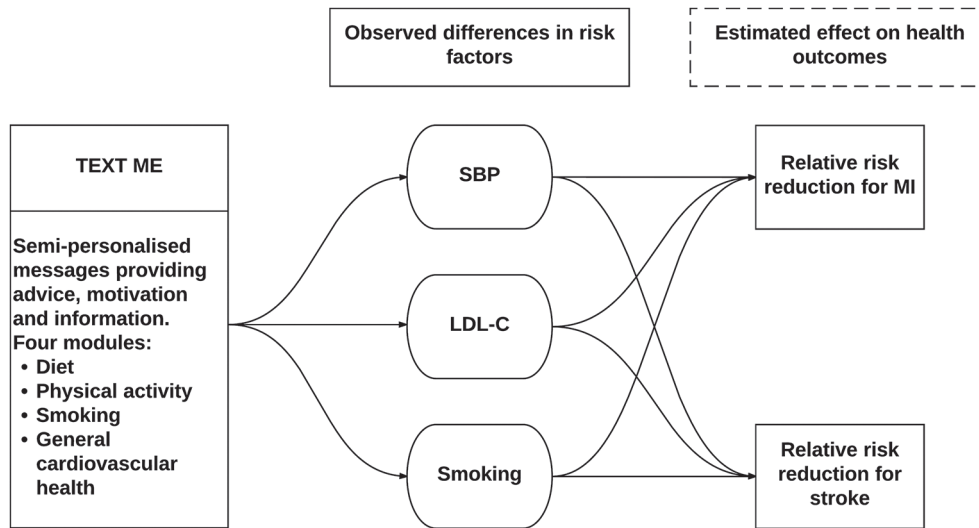 Observed differences in risk
factors
Estimated effect on health
outcomes
TEXT ME
Semi-personalised
messages providing
advice, motivation
and information.
Four modules:
• Diet
• Physical activity
• Smoking
• General
cardiovascular
health
SBP
LDL-C
Smoking
Relative risk
reduction for MI
Relative risk
reduction for
stroke